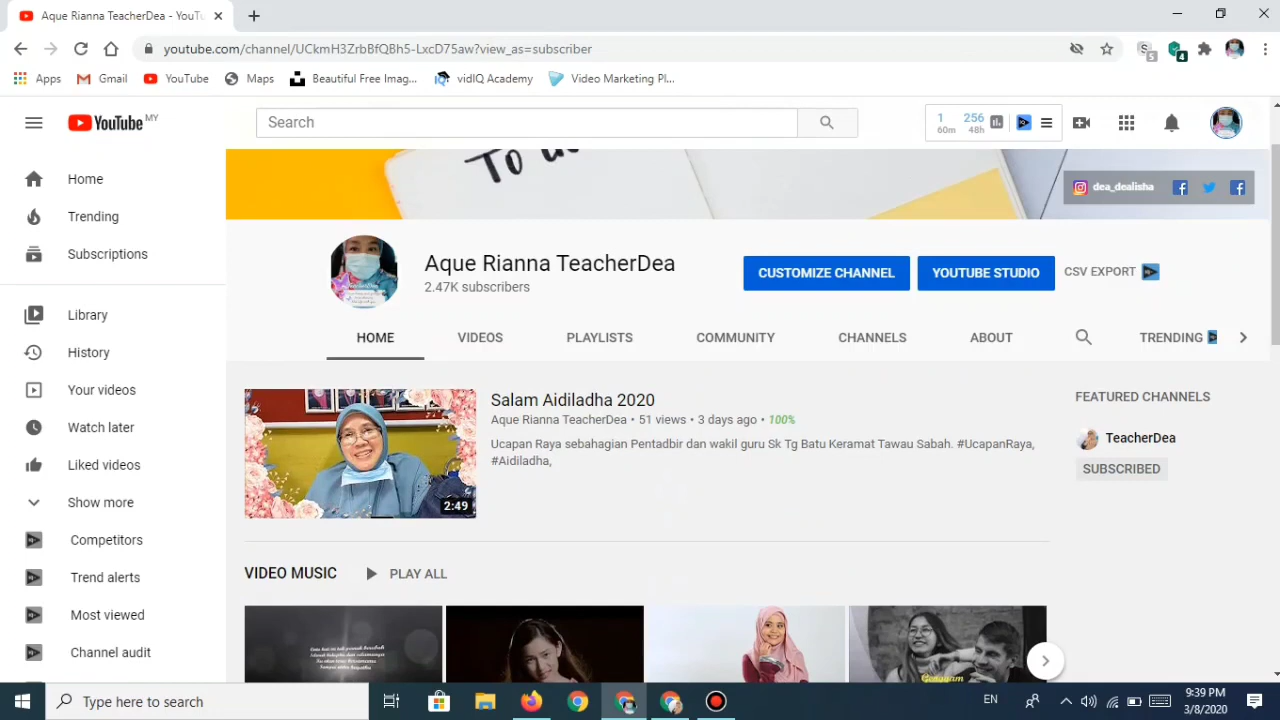 Aque Rianna TeacherDea - YouTu
youtube.com/channel/UCkmH3ZrbBfQBh5-LxcD75aw?view_as=subscriber
5
4
Apps
Gmail
YouTube
Maps
Beautiful Free Imag...
vidIQ Academy
Video Marketing Pl...
YouTube MY
Search
1 256
60m 48h
To do
dea_dealisha
Home
Trending
Subscriptions
Library
History
Your videos
Watch later
Liked videos
Show more
Competitors
Trend alerts
Most viewed
Channel audit
Aque Rianna TeacherDea
2.47K subscribers
CUSTOMIZE CHANNEL
YOUTUBE STUDIO
CSV EXPORT
HOME
VIDEOS
PLAYLISTS
COMMUNITY
CHANNELS
ABOUT
TRENDING
Salam Aidiladha 2020
Aque Rianna TeacherDea • 51 views • 3 days ago • 100%
Ucapan Raya sebahagian Pentadbir dan wakil guru Sk Tg Batu Keramat Tawau Sabah. #UcapanRaya,
#Aidiladha,
2:49
FEATURED CHANNELS
TeacherDea
SUBSCRIBED
VIDEO MUSIC
PLAY ALL
Type here to search
EN
9:39 PM
3/8/2020